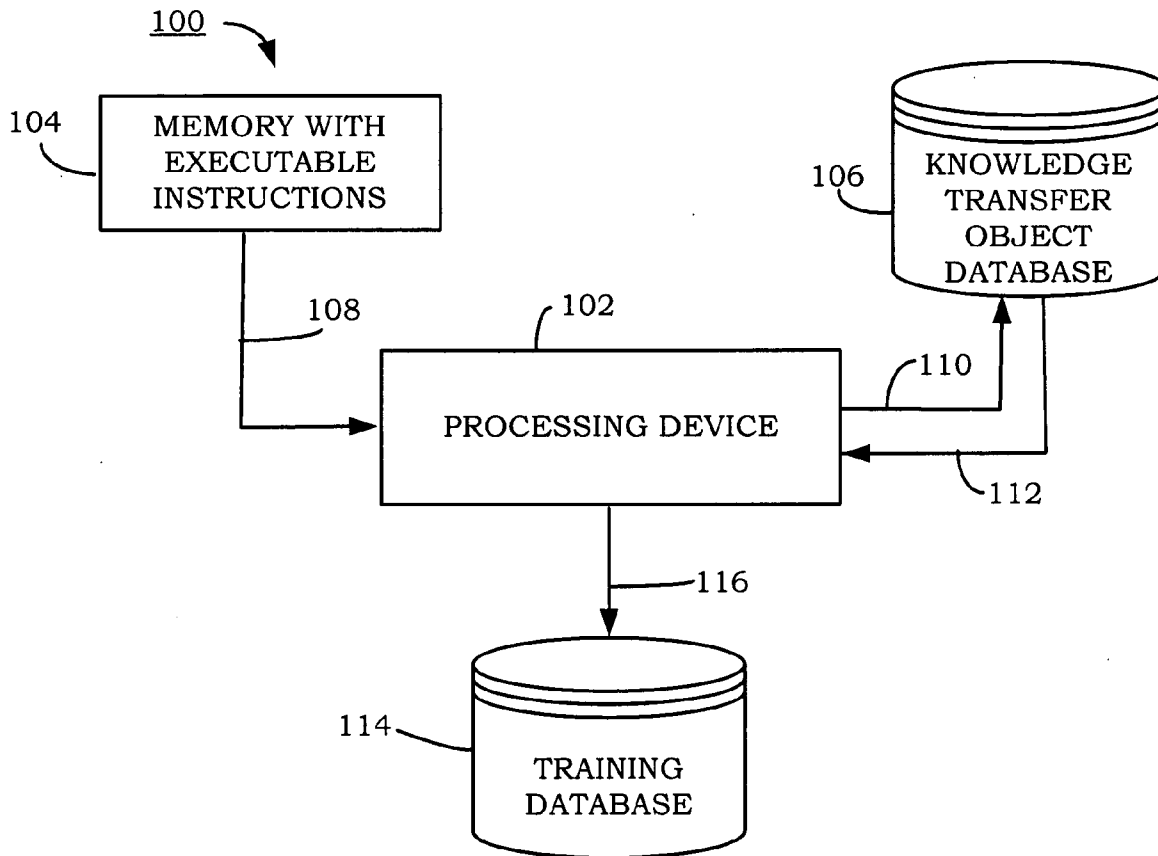 100
104
MEMORY WITH
EXECUTABLE
INSTRUCTIONS
106
KNOWLEDGE
TRANSFER
OBJECT
DATABASE
108
102
110
PROCESSING DEVICE
112
116
114
TRAINING
DATABASE